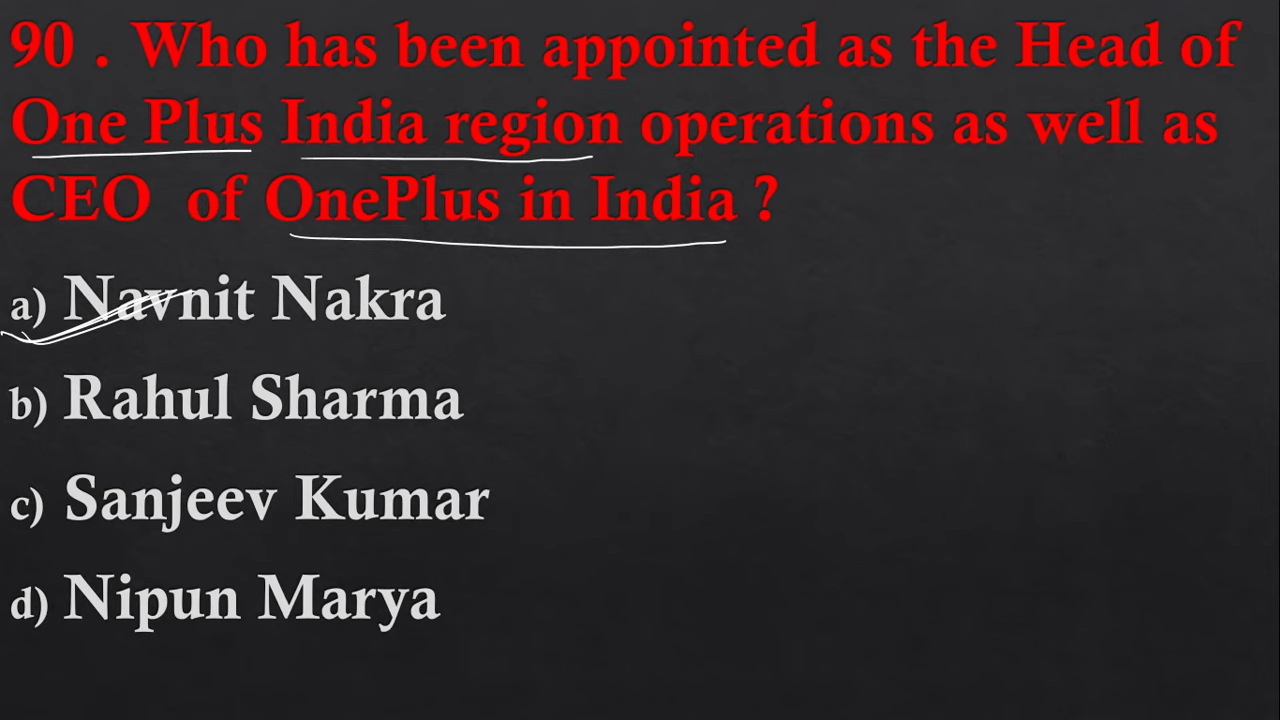 90 . Who has been appointed as the Head of
One Plus India region operations as well as
CEO  of OnePlus in India ?
a) Navnit Nakra
b) Rahul Sharma
c) Sanjeev Kumar
d) Nipun Marya